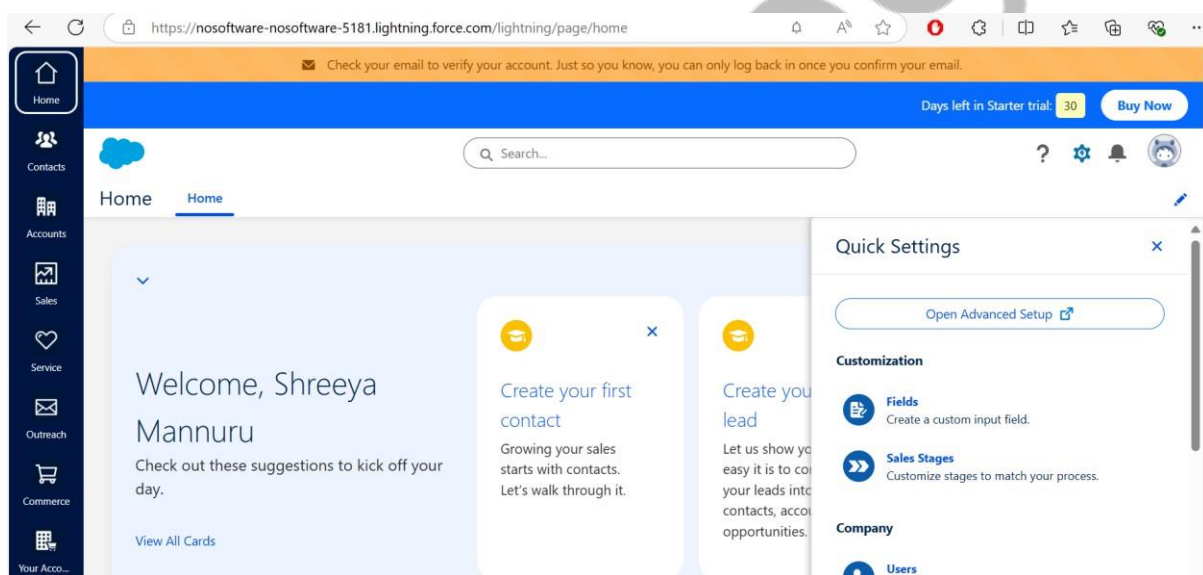 https://nosoftware-nosoftware-5181.lightning.force.com/lightning/page/home
Check your email to verify your account. Just so you know, you can only log back in once you confirm your email.
Days left in Starter trial: 30 Buy Now
Home
Contacts
Accounts
Sales
Service
Outreach
Commerce
Your Acco...
Search...
Home Home
Welcome, Shreeya
Mannuru
Check out these suggestions to kick off your
day.
View All Cards
Create your first
contact
Growing your sales
starts with contacts.
Let's walk through it.
Create you
lead
Let us show yo
easy it is to co
your leads into
contacts, accou
opportunities.
Quick Settings
Open Advanced Setup
Customization
Fields
Create a custom input field.
Sales Stages
Customize stages to match your process.
Company
Users